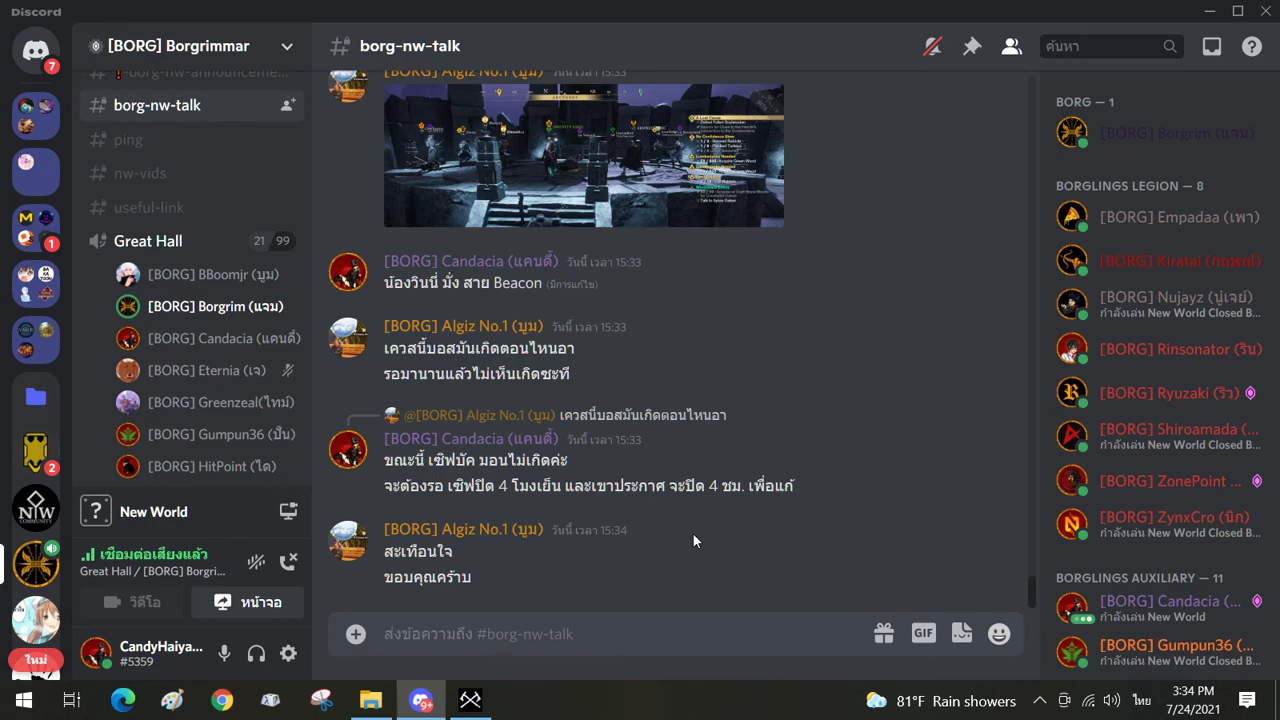 Discord
[BORG] Borgrimmar
-borg-nw-announceme...
borg-nw-talk
ping
nw-vids
useful-link
Great Hall 21 99
[BORG] BBoomjr (บูม)
[BORG] Borgrim (แจม)
[BORG] Candacia (แคนดี้)
[BORG] Eternia (เจ)
[BORG] Greenzeal(ไทม์)
[BORG] Gumpun36 (ปั้น)
[BORG] HitPoint (ได)
New World
เชื่อมต่อเสียงแล้ว
Great Hall / [BORG] Borgri...
วิดีโอ
หน้าจอ
CandyHaiya...
#5359
7
1
2
NW
COMMUNITY
ใหม่
borg-nw-talk
ค้นหา
[BORG] Algiz No.1 (บูม) วันนี้ เวลา 15:33
[BORG] Candacia (แคนดี้) วันนี้ เวลา 15:33
น้องวินนี่ มั่ง สาย Beacon (มีการแก้ไข)
[BORG] Algiz No.1 (บูม) วันนี้ เวลา 15:33
เควสนี้บอสมันเกิดตอนไหนอา
รอมานานแล้วไม่เห็นเกิดซะที
@[BORG] Algiz No.1 (บูม) เควสนี้บอสมันเกิดตอนไหนอา
[BORG] Candacia (แคนดี้) วันนี้ เวลา 15:33
ขณะนี้ เซิฟบัค มอนไม่เกิดค่ะ
จะต้องรอ เซิฟปิด 4 โมงเย็น และเขาประกาศ จะปิด 4 ชม. เพื่อแก้
[BORG] Algiz No.1 (บูม) วันนี้ เวลา 15:34
สะเทือนใจ
ขอบคุณคร้าบ
ส่งข้อความถึง #borg-nw-talk
GIF
BORG — 1
[BORG] Borgrim (แจม)
BORGLINGS LEGION — 8
[BORG] Empadaa (เพา)
[BORG] Kiratai (กฤษณ์)
[BORG] Nujayz (นู๋เจย์)
กำลังเล่น New World Closed B...
[BORG] Rinsonator (ริน)
[BORG] Ryuzaki (ริว)
[BORG] Shiroamada (...
กำลังเล่น New World Closed B...
[BORG] ZonePoint ...
[BORG] ZynxCro (นิก)
กำลังเล่น New World Closed B...
BORGLINGS AUXILIARY — 11
[BORG] Candacia (...
กำลังเล่น New World
[BORG] Gumpun36 (...
กำลังเล่น New World Closed B...
9+
81°F Rain showers
ไทย
3:34 PM
7/24/2021